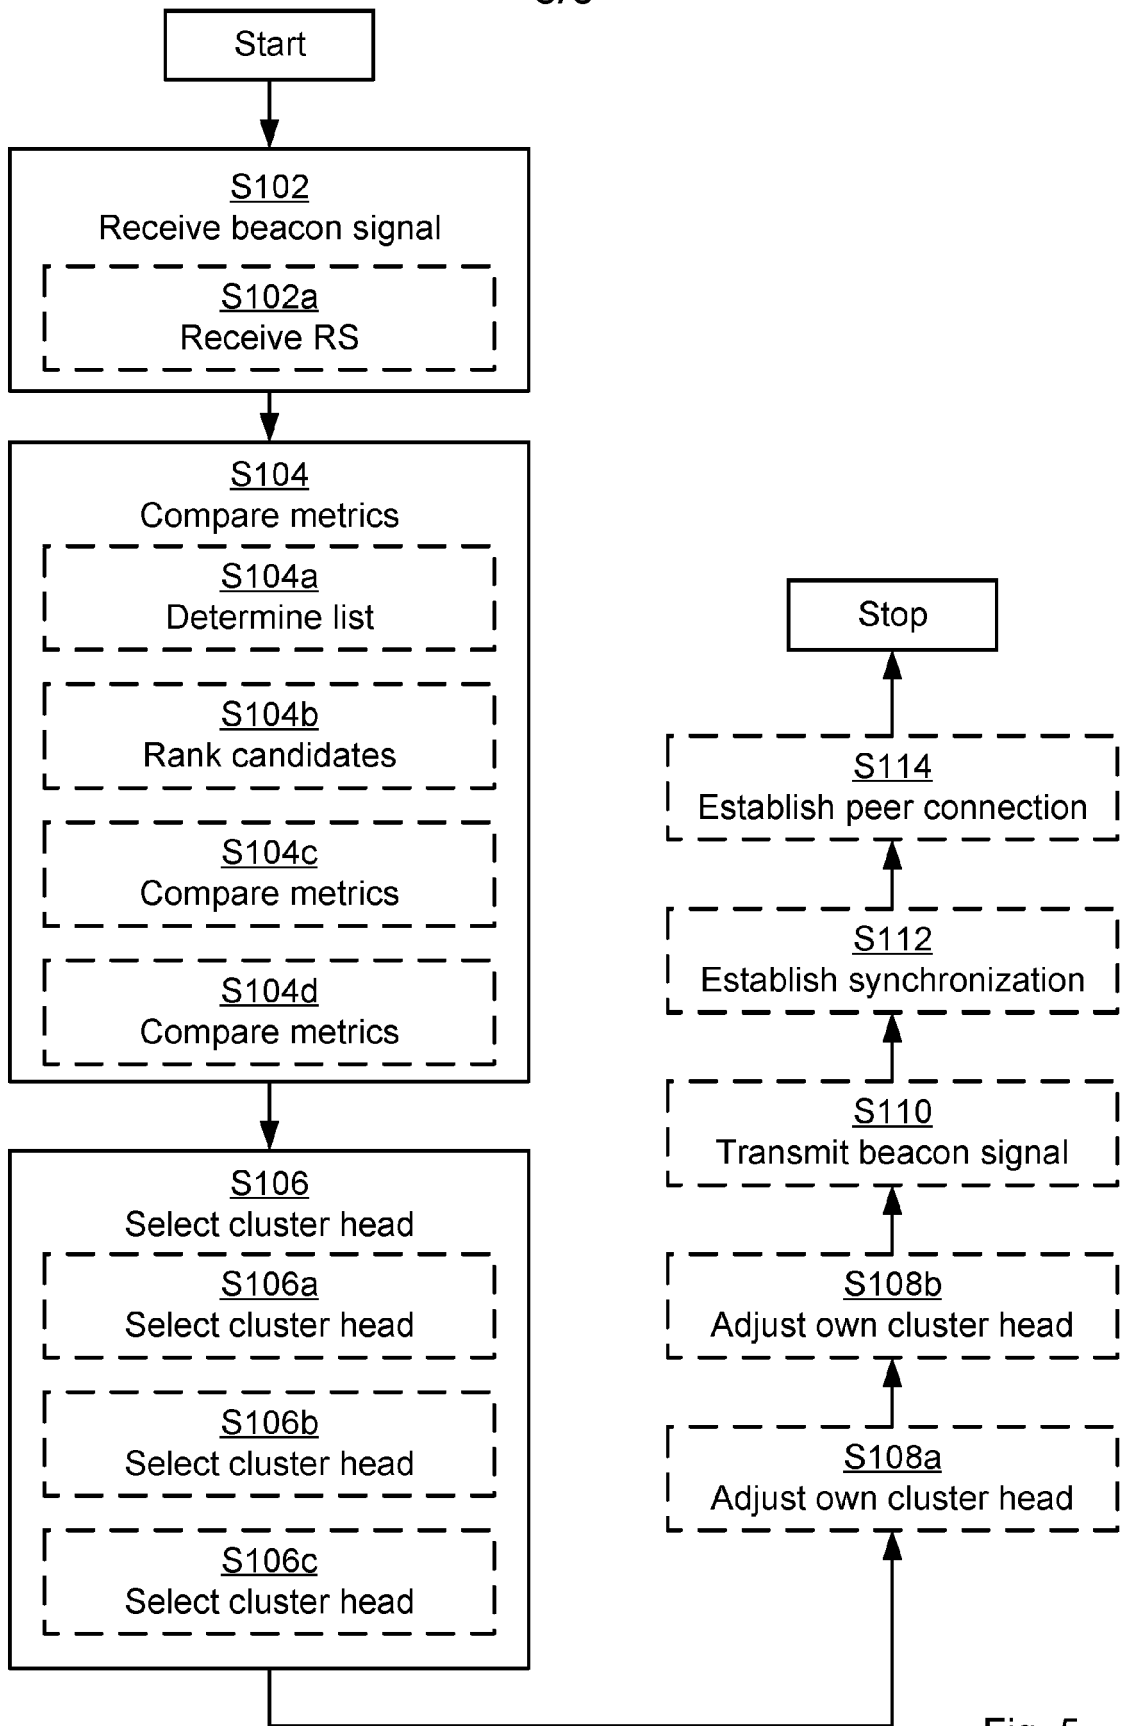 Start
S102
Receive beacon signal
S102a
Receive RS
S104
Compare metrics
S104a
Determine list
S104b
Rank candidates
S104c
Compare metrics
S104d
Compare metrics
S106
Select cluster head
S106a
Select cluster head
S106b
Select cluster head
S106c
Select cluster head
Stop
S114
Establish peer connection
S112
Establish synchronization
S110
Transmit beacon signal
S108b
Adjust own cluster head
S108a
Adjust own cluster head
Fig. 5